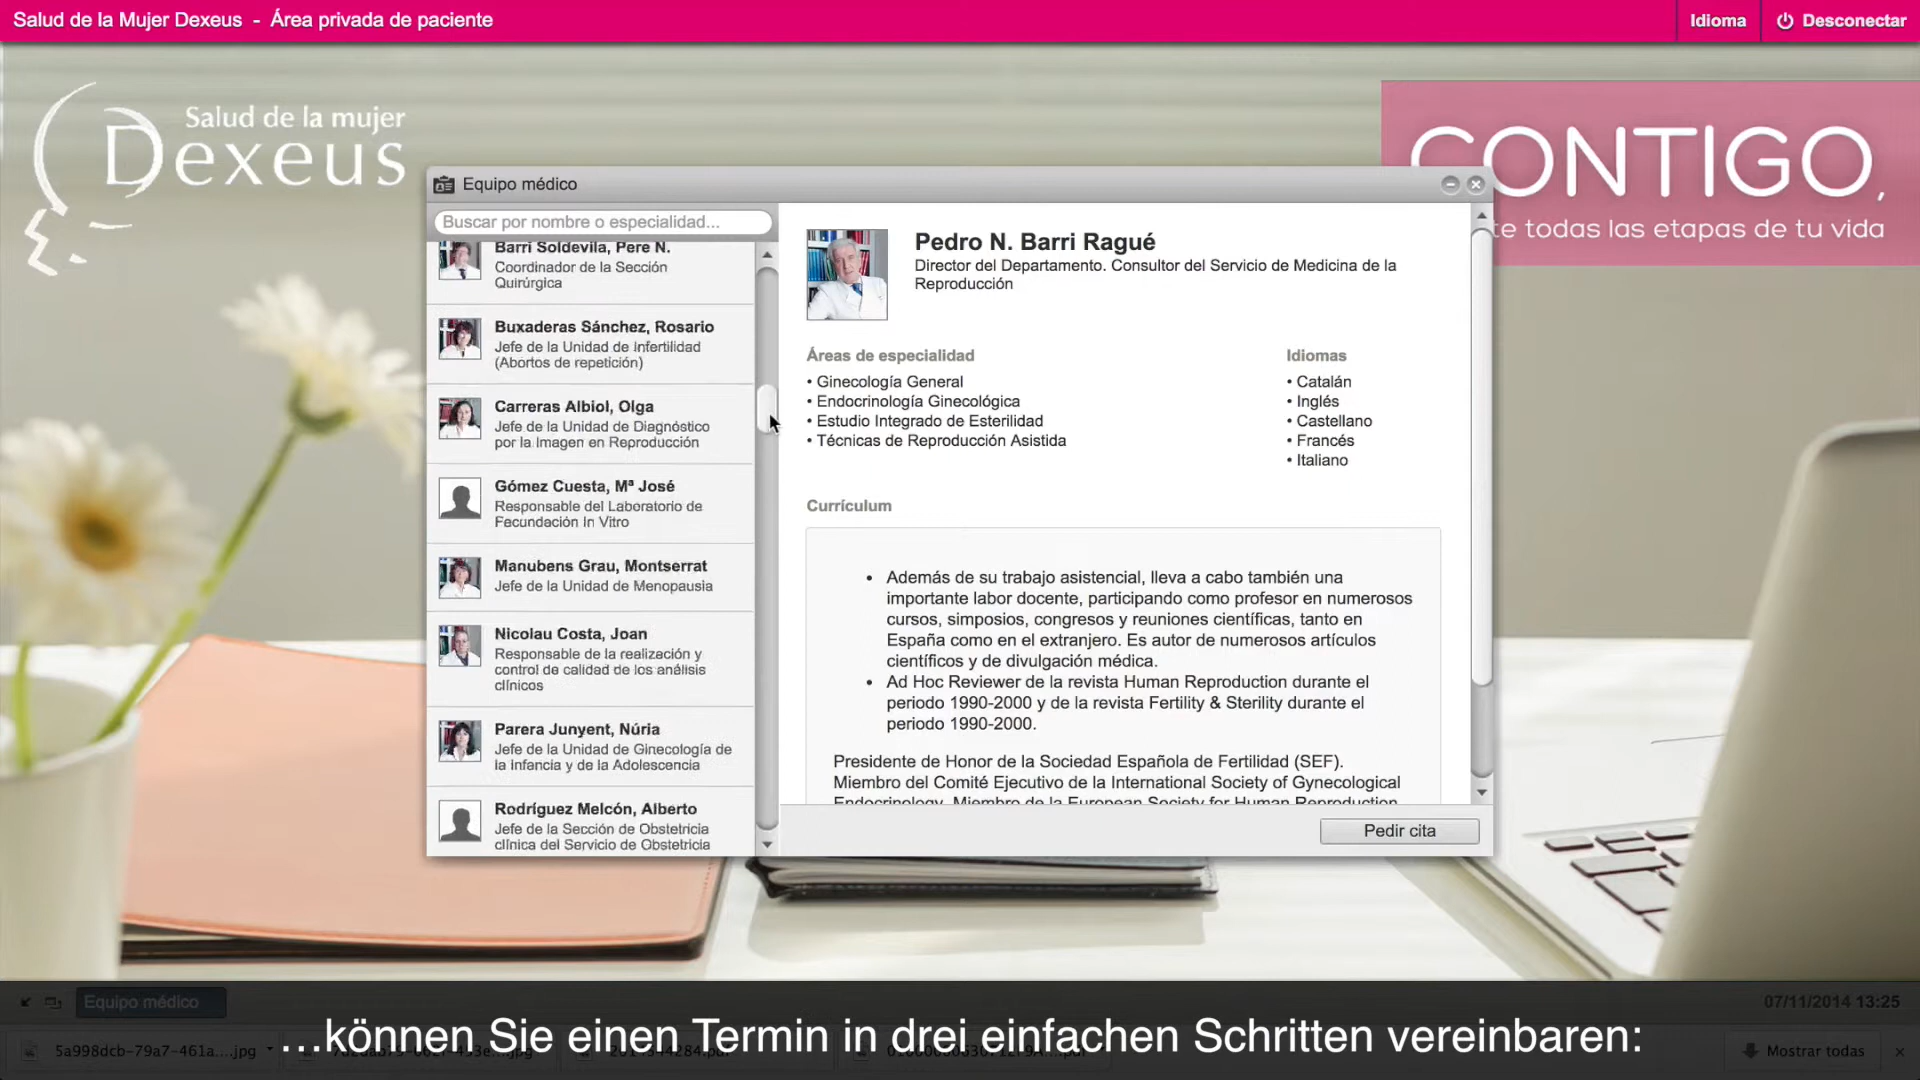 Salud de la Mujer Dexeus - Área privada de paciente
Idioma
Desconectar
Salud de la mujer
Dexeus
CONTIGO,
te todas las etapas de tu vida
Equipo médico
Buscar por nombre o especialidad...
Barri Soldevila, Pere N.
Coordinador de la Sección
Quirúrgica
Buxaderas Sánchez, Rosario
Jefe de la Unidad de Infertilidad
(Abortos de repetición)
Carreras Albiol, Olga
Jefe de la Unidad de Diagnóstico
por la Imagen en Reproducción
Gómez Cuesta, Mª José
Responsable del Laboratorio de
Fecundación In Vitro
Manubens Grau, Montserrat
Jefe de la Unidad de Menopausia
Nicolau Costa, Joan
Responsable de la realización y
control de calidad de los análisis
clínicos
Parera Junyent, Núria
Jefe de la Unidad de Ginecología de
la Infancia y de la Adolescencia
Rodríguez Melcón, Alberto
Jefe de la Sección de Obstetricia
clínica del Servicio de Obstetricia
Pedro N. Barri Ragué
Director del Departamento. Consultor del Servicio de Medicina de la
Reproducción
Áreas de especialidad
• Ginecología General
• Endocrinología Ginecológica
• Estudio Integrado de Esterilidad
• Técnicas de Reproducción Asistida
Idiomas
• Catalán
• Inglés
• Castellano
• Francés
• Italiano
Currículum
• Además de su trabajo asistencial, lleva a cabo también una
importante labor docente, participando como profesor en numerosos
cursos, simposios, congresos y reuniones científicas, tanto en
España como en el extranjero. Es autor de numerosos artículos
científicos y de divulgación médica.
• Ad Hoc Reviewer de la revista Human Reproduction durante el
periodo 1990-2000 y de la revista Fertility & Sterility durante el
periodo 1990-2000.
Presidente de Honor de la Sociedad Española de Fertilidad (SEF).
Miembro del Comité Ejecutivo de la International Society of Gynecological
Endocrinology. Miembro de la European Society for Human Reproduction
Pedir cita
Equipo médico
07/11/2014 13:25
...können Sie einen Termin in drei einfachen Schritten vereinbaren:
5a998dcb-79a7-461a....jpg
Mostrar todas